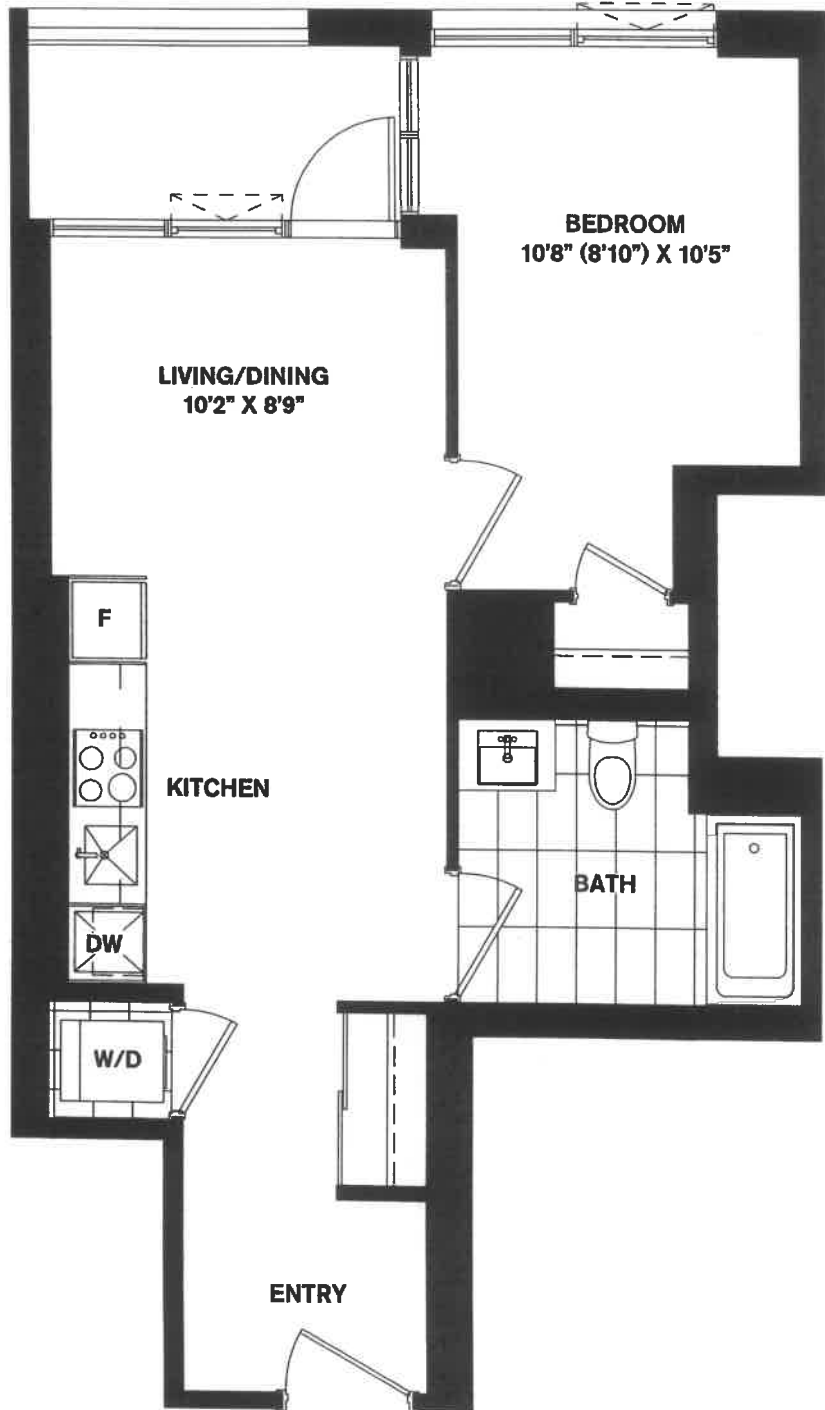 BEDROOM
10'8" (8'10") X 10'5"
LIVING/DINING
10'2" X 8'9"
F
KITCHEN
BATH
DW
W/D
ENTRY